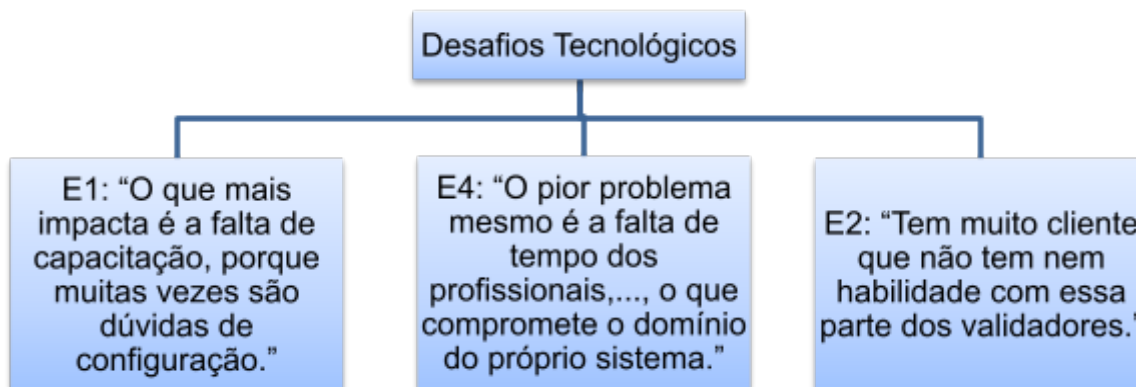 Desafios Tecnológicos
E1: “O que mais
impacta é a falta de
capacitação, porque
muitas vezes são
dúvidas de
configuração.”
E4: “O pior problema
mesmo é a falta de
tempo dos
profissionais,..., o que
compromete o domínio
do próprio sistema.”
E2: “Tem muito cliente
que não tem nem
habilidade com essa
parte dos validadores.”